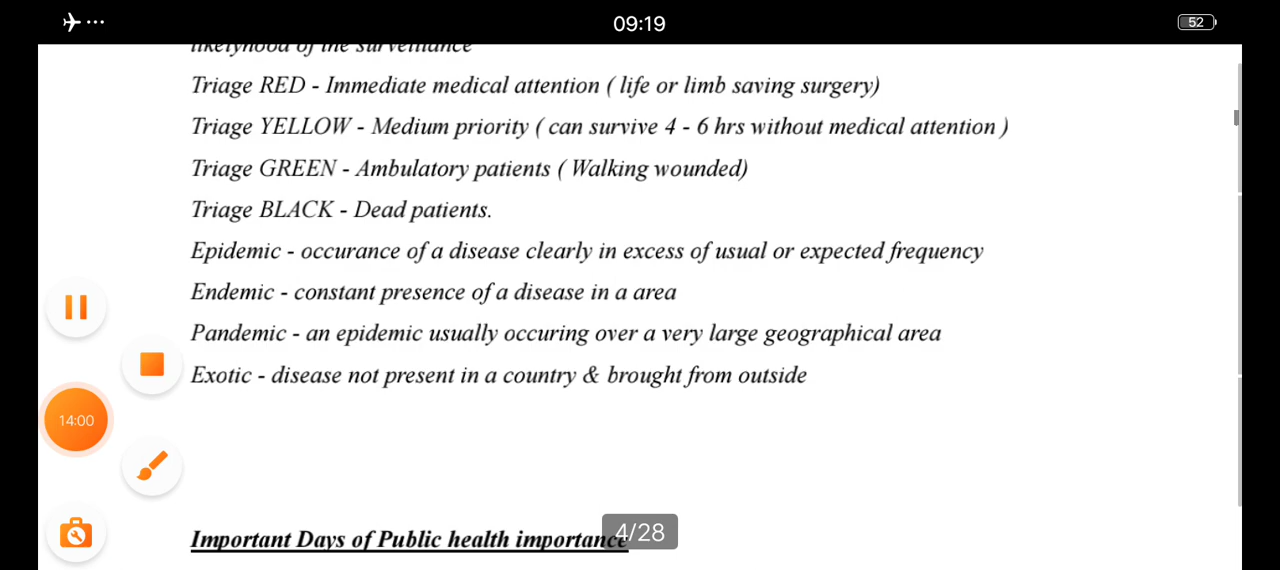 09:19
52
likelyhood of the surveillance
Triage RED - Immediate medical attention ( life or limb saving surgery)
Triage YELLOW - Medium priority ( can survive 4 - 6 hrs without medical attention )
Triage GREEN - Ambulatory patients ( Walking wounded)
Triage BLACK - Dead patients.
Epidemic - occurance of a disease clearly in excess of usual or expected frequency
Endemic - constant presence of a disease in a area
Pandemic - an epidemic usually occuring over a very large geographical area
Exotic - disease not present in a country & brought from outside
14:00
Important Days of Public health importance
4/28